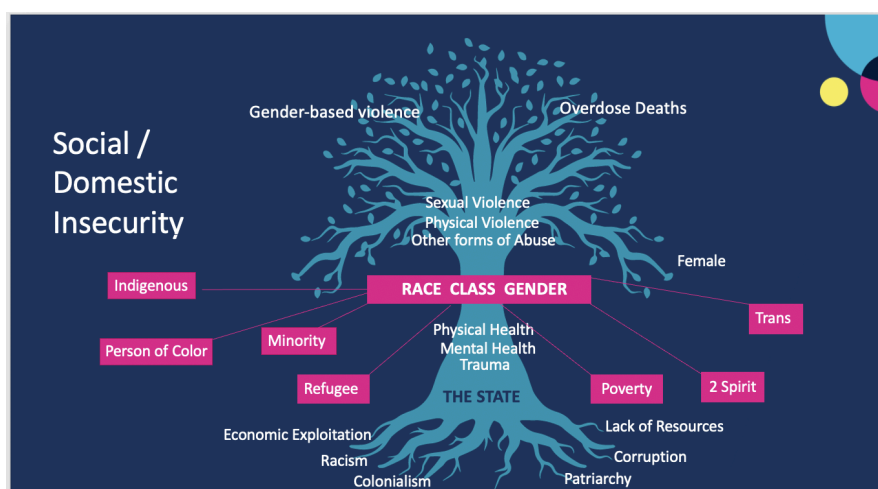 Social /
Domestic
Insecurity
Gender-based violence
Overdose Deaths
Sexual Violence
Physical Violence
Other forms of Abuse
Female
Indigenous
RACE CLASS GENDER
Trans
Person of Color
Minority
Physical Health
Mental Health
Trauma
Refugee
Poverty
2 Spirit
THE STATE
Economic Exploitation
Lack of Resources
Racism
Corruption
Colonialism
Patriarchy